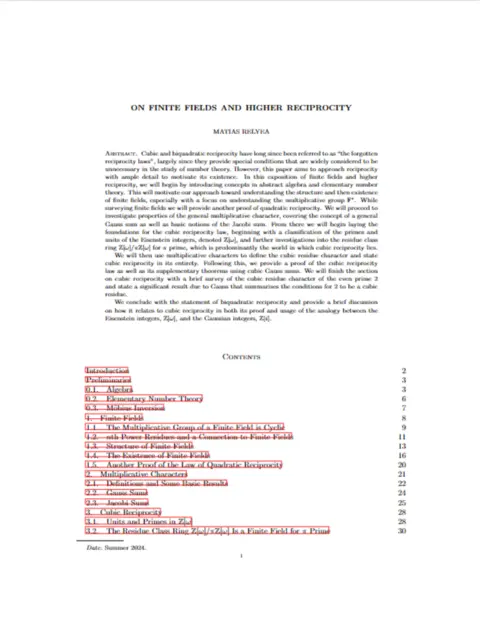 ON FINITE FIELDS AND HIGHER RECIPROCITY
MATIAS RELYEA
ABSTRACT. Cubic and biquadratic reciprocity have long since been referred to as "the forgotten
reciprocity laws", largely since they provide special conditions that are widely considered to be
unnecessary in the study of number theory. However, this paper aims to approach reciprocity
with ample detail to motivate its existence. In this exposition of finite fields and higher
reciprocity, we will begin by introducing concepts in abstract algebra and elementary number
theory. This will motivate our approach toward understanding the structure and then existence
of finite fields, especially with a focus on understanding the multiplicative group F*. While
surveying finite fields we will provide another proof of quadratic reciprocity. We will proceed to
investigate properties of the general multiplicative character, covering the concept of a general
Gauss sum as well as basic notions of the Jacobi sum. From there we will begin laying the
foundations for the cubic reciprocity law, beginning with a classification of the primes and
units of the Eisenstein integers, denoted Z[ω], and further investigations into the residue class
ring Z[ω]/πZ[ω] for π prime, which is predominantly the world in which cubic reciprocity lies.
We will then use multiplicative characters to define the cubic residue character and state
cubic reciprocity in its entirety. Following this, we will provide a proof of the cubic reciprocity
law as well as its supplementary theorems using cubic Gauss sums. We will finish the section
on cubic reciprocity with a brief survey of the cubic residue character of the even prime 2
and state a significant result due to Gauss that summarises the conditions for 2 to be a cubic
residue.
We conclude with the statement of biquadratic reciprocity and provide a brief discussion
on how it relates to cubic reciprocity in both its proof and usage of the analogy between the
Eisenstein integers, Z[ω], and the Gaussian integers, Z[i].
CONTENTS
Introduction 2
Preliminaries 3
0.1. Algebra 3
0.2. Elementary Number Theory 6
0.3. Möbius Inversion 7
1. Finite Fields 8
1.1. The Multiplicative Group of a Finite Field is Cyclic 9
1.2. nth Power Residues and a Connection to Finite Fields 11
1.3. Structure of Finite Fields 13
1.4. The Existence of Finite Fields 16
1.5. Another Proof of the Law of Quadratic Reciprocity 20
2. Multiplicative Characters 21
2.1. Definitions and Some Basic Results 22
2.2. Gauss Sums 24
2.3. Jacobi Sums 25
3. Cubic Reciprocity 28
3.1. Units and Primes in Z[ω] 28
3.2. The Residue Class Ring Z[ω]/πZ[ω] Is a Finite Field for π Prime 30
Date: Summer 2024.
1